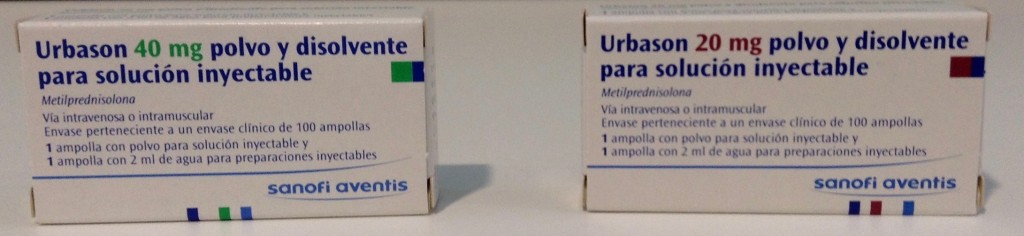 Urbason 40 mg polvo y disolvente
para solución inyectable
Metilprednisolona
Vía intravenosa o intramuscular
Envase perteneciente a un envase clínico de 100 ampollas
1 ampolla con polvo para solución inyectable y
1 ampolla con 2 ml de agua para preparaciones inyectables
sanofi aventis
Urbason 20 mg polvo y disolvente
para solución inyectable
Metilprednisolona
Vía intravenosa o intramuscular
Envase perteneciente a un envase clínico de 100 ampollas
1 ampolla con polvo para solución inyectable y
1 ampolla con 2 ml de agua para preparaciones inyectables
sanofi aventis